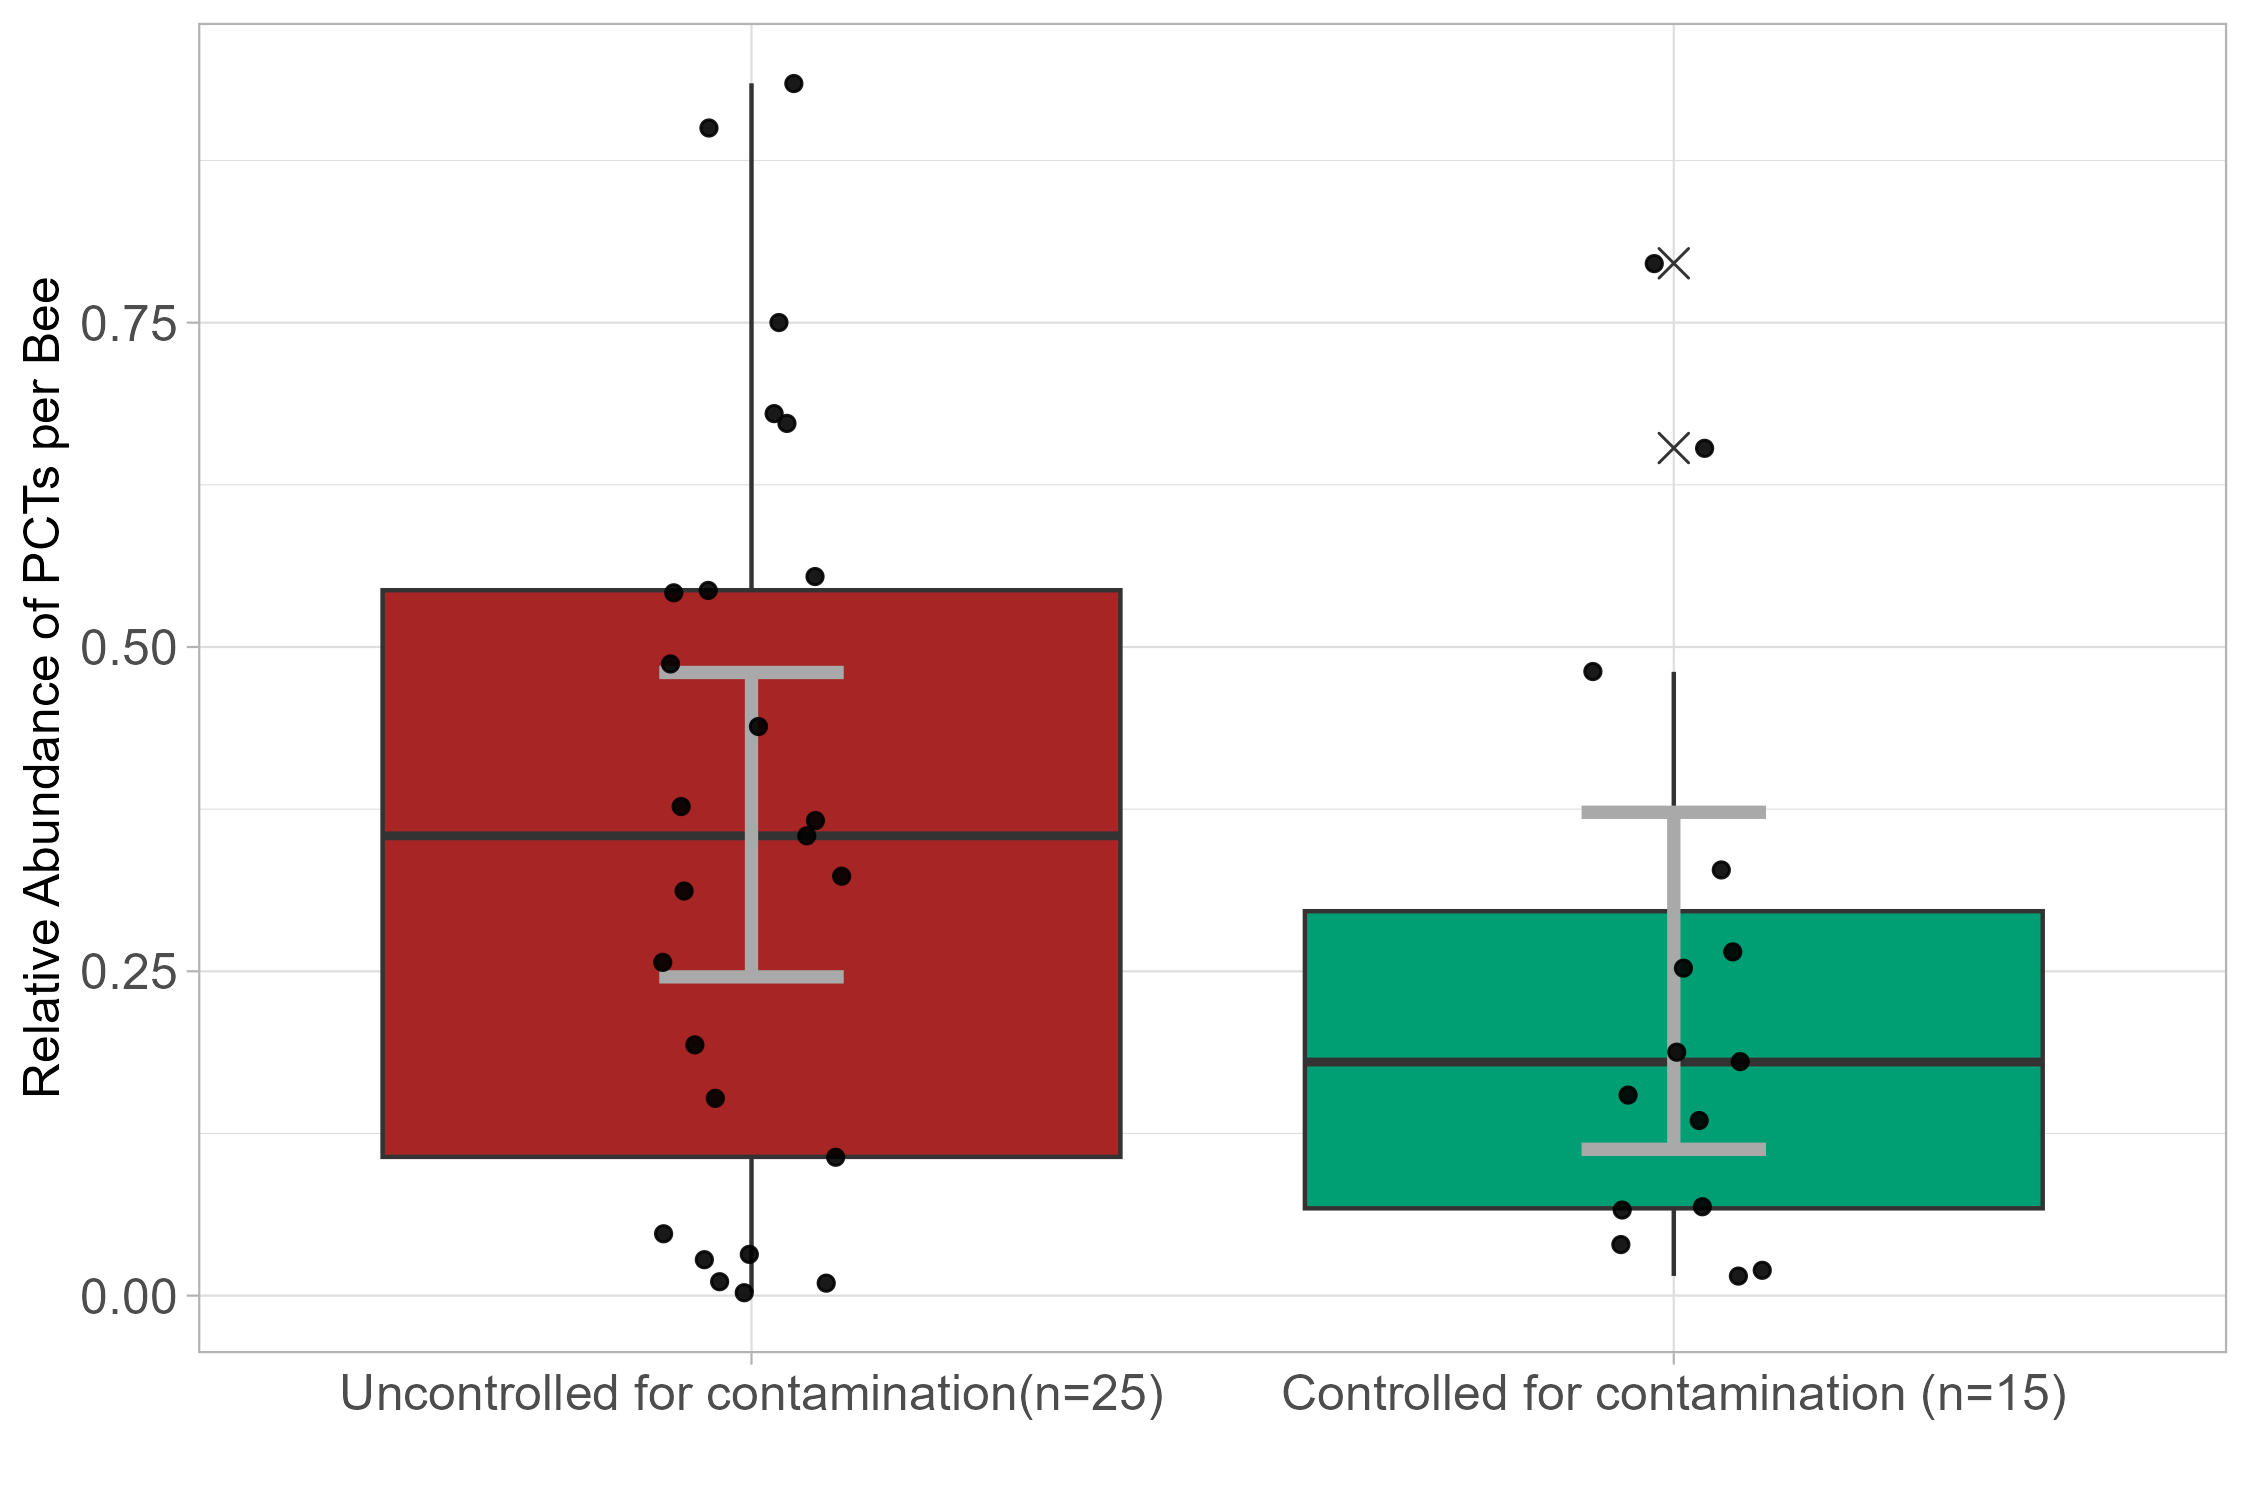 Relative Abundance of PCTs per Bee
0.75
0.50
0.25
0.00
Uncontrolled for contamination(n=25)
Controlled for contamination (n=15)